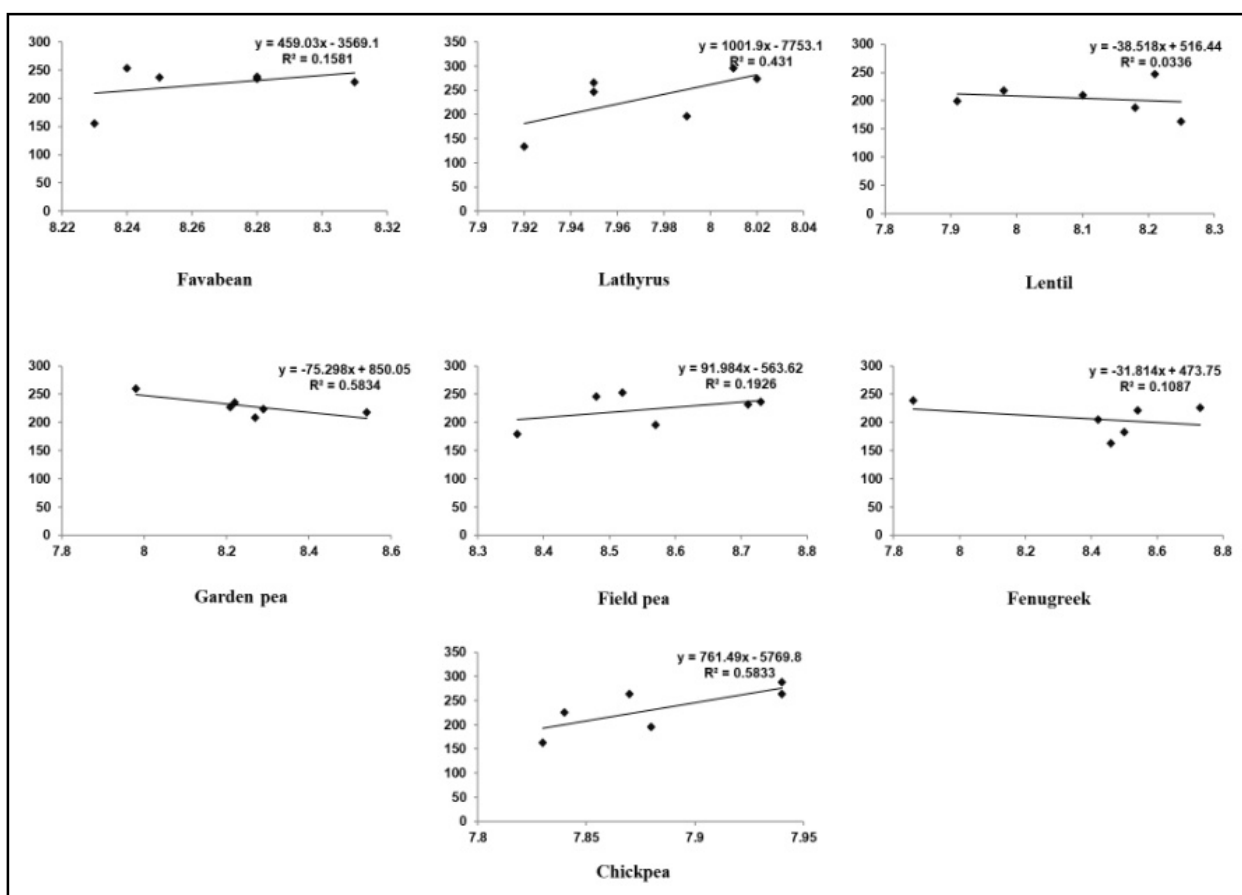 y = 459.03x - 3569.1
R² = 0.1581
300
250
200
150
100
50
0
8.22 8.24 8.26 8.28 8.3 8.32
Favabean
y = 1001.9x - 7753.1
R² = 0.431
350
300
250
200
150
100
50
0
7.9 7.92 7.94 7.96 7.98 8 8.02 8.04
Lathyrus
y = -38.518x + 516.44
R² = 0.0336
300
250
200
150
100
50
0
7.8 7.9 8 8.1 8.2 8.3
Lentil
y = -75.298x + 850.05
R² = 0.5834
300
250
200
150
100
50
0
7.8 8 8.2 8.4 8.6
Garden pea
y = 91.984x - 563.62
R² = 0.1926
300
250
200
150
100
50
0
8.3 8.4 8.5 8.6 8.7 8.8
Field pea
y = -31.814x + 473.75
R² = 0.1087
300
250
200
150
100
50
0
7.8 8 8.2 8.4 8.6 8.8
Fenugreek
y = 761.49x - 5769.8
R² = 0.5833
350
300
250
200
150
100
50
0
7.8 7.85 7.9 7.95
Chickpea